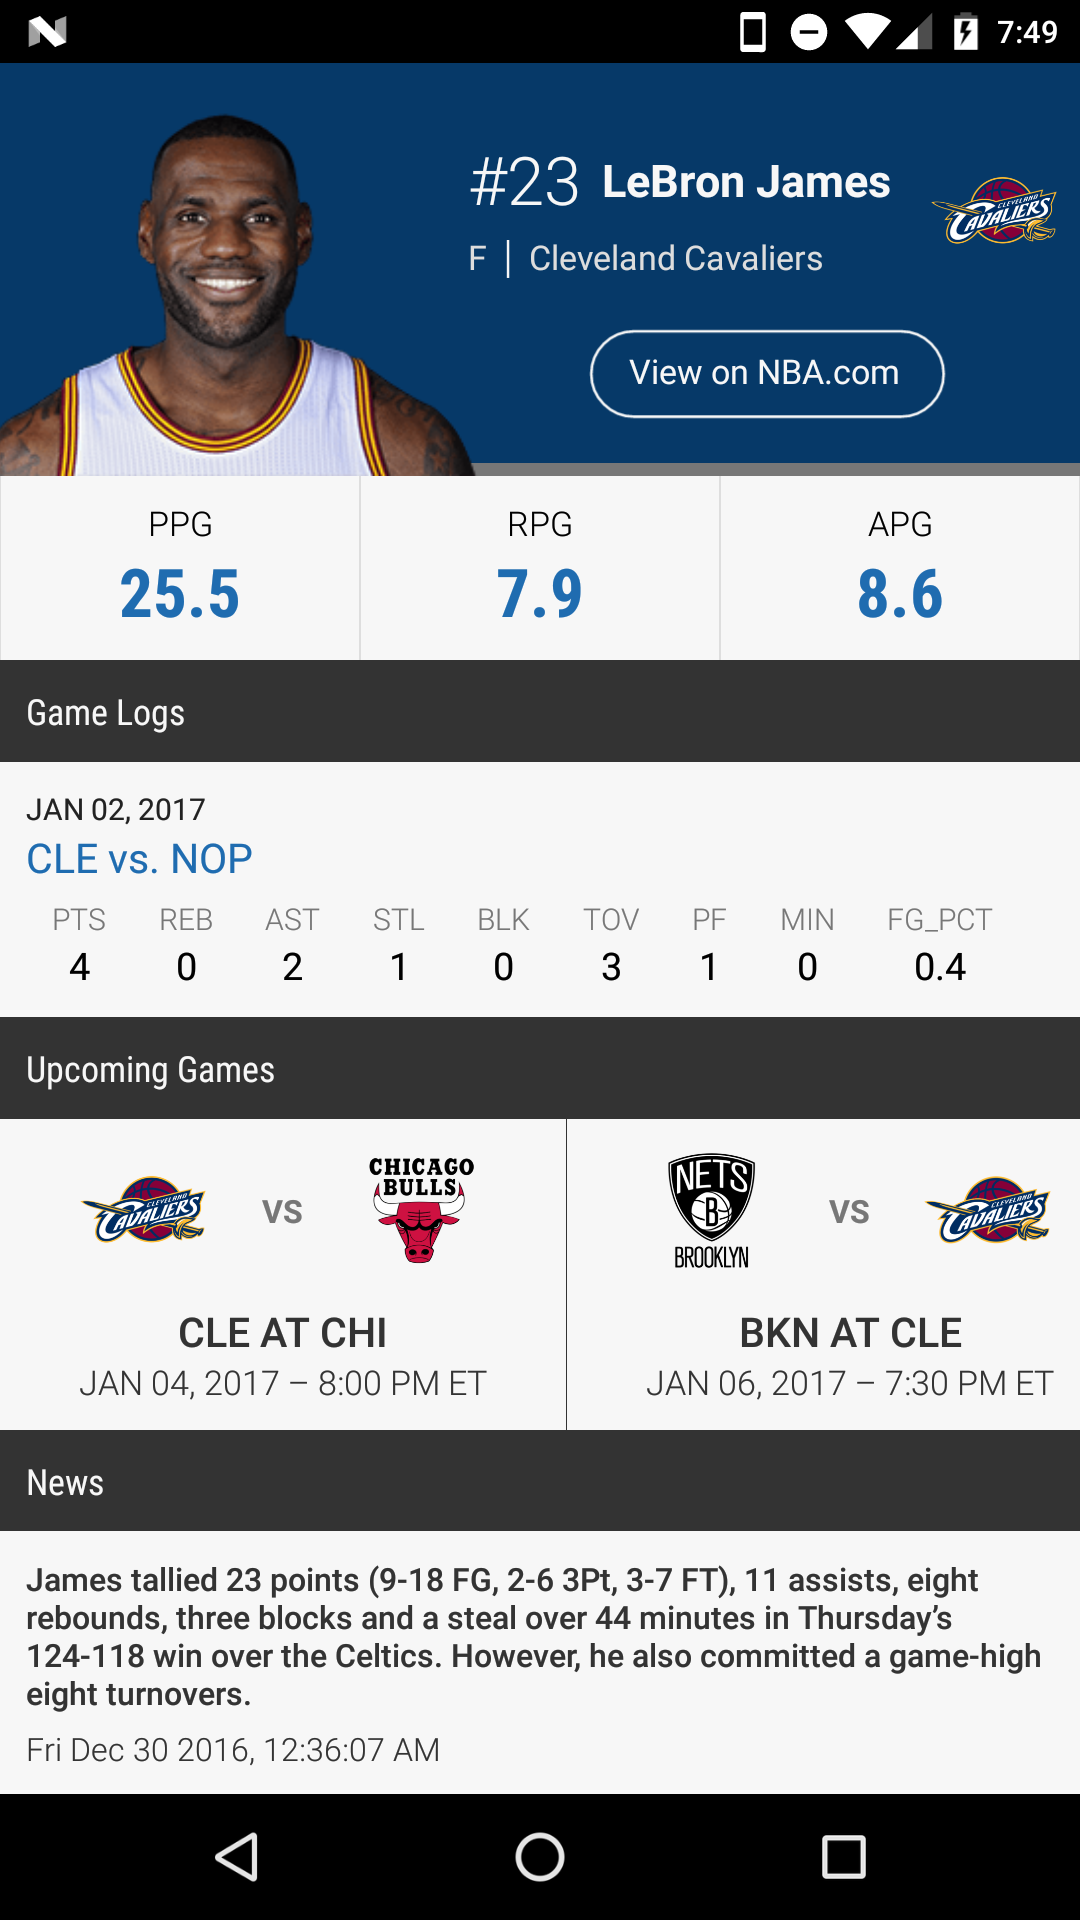 7:49
#23 LeBron James
CLEVELAND
CAVALIERS
F | Cleveland Cavaliers
View on NBA.com
PPG RPG APG
25.5 7.9 8.6
Game Logs
JAN 02, 2017
CLE vs. NOP
PTS REB AST STL BLK TOV PF MIN FG_PCT
4 0 2 1 0 3 1 0 0.4
Upcoming Games
CLEVELAND
CAVALIERS
VS
CHICAGO
BULLS
NETS
B
BROOKLYN
VS
CLEVELAND
CAVALIERS
CLE AT CHI
JAN 04, 2017 – 8:00 PM ET
BKN AT CLE
JAN 06, 2017 – 7:30 PM ET
News
James tallied 23 points (9-18 FG, 2-6 3Pt, 3-7 FT), 11 assists, eight
rebounds, three blocks and a steal over 44 minutes in Thursday’s
124-118 win over the Celtics. However, he also committed a game-high
eight turnovers.
Fri Dec 30 2016, 12:36:07 AM